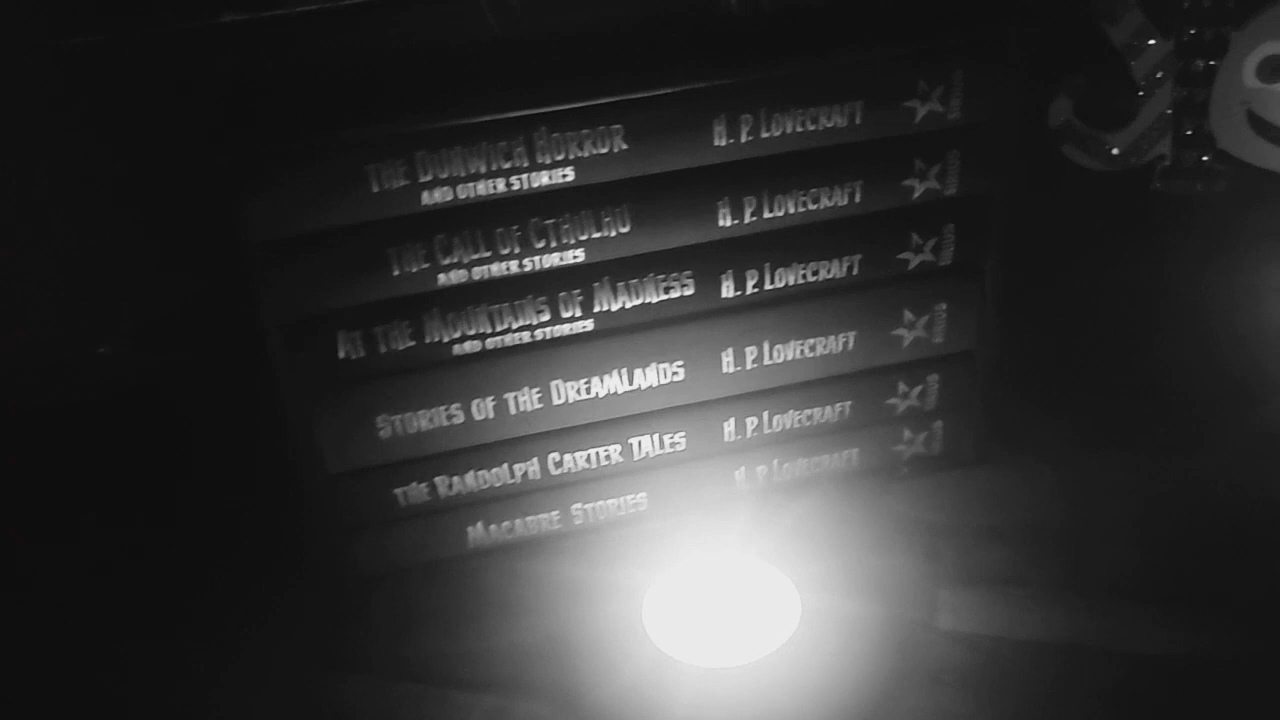 THE DUNWICH HORROR H. P. LOVECRAFT
AND OTHER STORIES
THE CALL OF CTHULHU H. P. LOVECRAFT
AND OTHER STORIES
AT THE MOUNTAINS OF MADNESS H. P. LOVECRAFT
AND OTHER STORIES
STORIES OF THE DREAMLANDS H. P. LOVECRAFT
THE RANDOLPH CARTER TALES H. P. LOVECRAFT
MACABRE STORIES H. P. LOVECRAFT